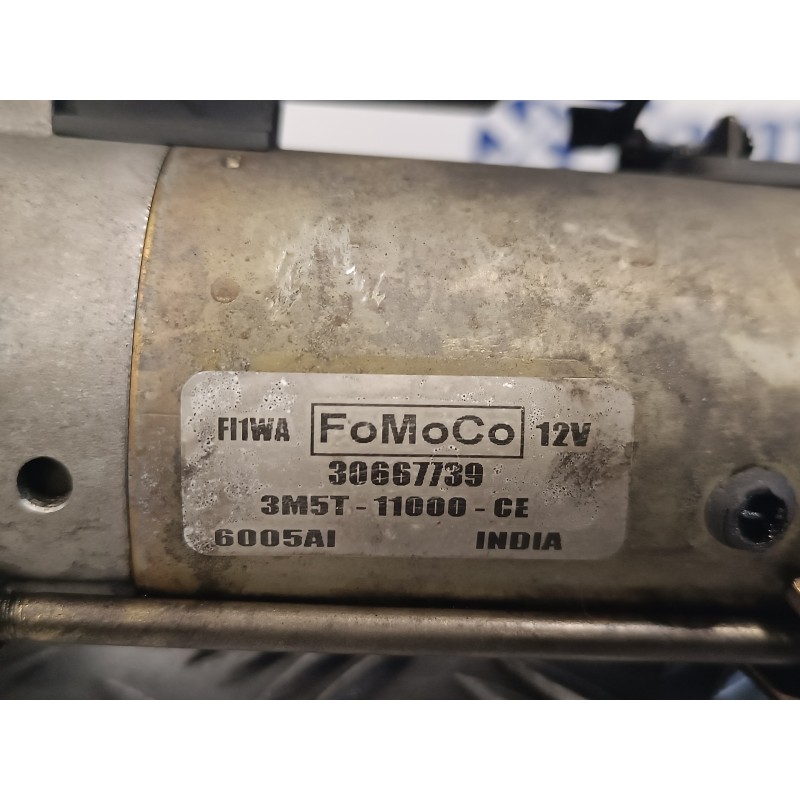 FI1WA FoMoCo 12V
30667739
3M5T-11000-CE
6005AI INDIA